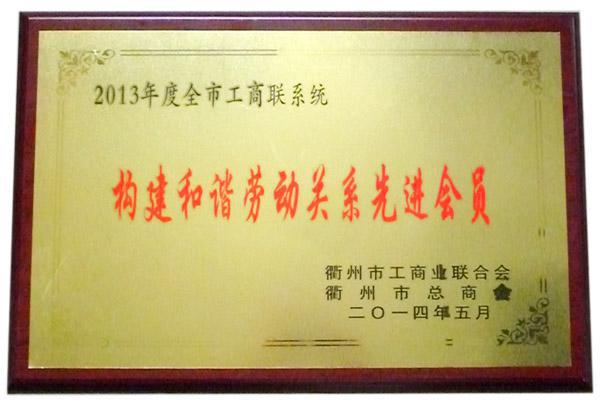 2013年度全市工商联系统
构建和谐劳动关系先进会员
衢州市工商业联合会
衢州市总商会
二〇一四年五月